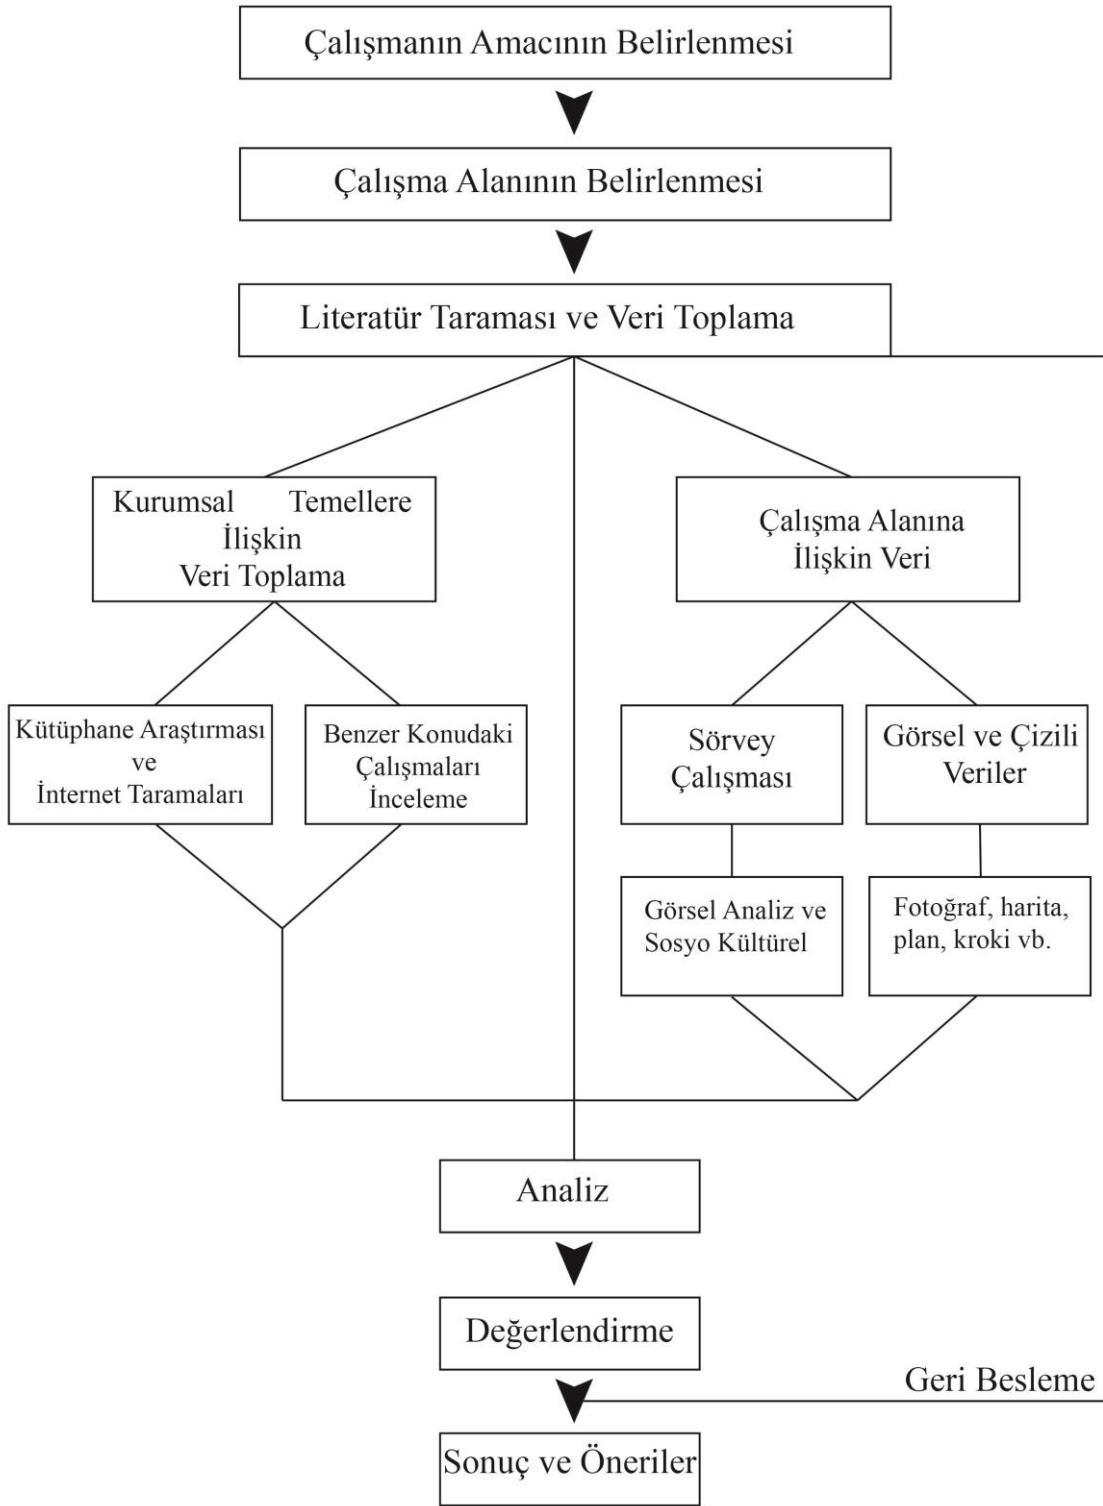 Çalışmanın Amacının Belirlenmesi
Çalışma Alanının Belirlenmesi
Literatür Taraması ve Veri Toplama
Kurumsal Temellere
İlişkin
Veri Toplama
Çalışma Alanına
İlişkin Veri
Kütüphane Araştırması
ve
İnternet Taramaları
Benzer Konudaki
Çalışmaları
İnceleme
Sörvey
Çalışması
Görsel ve Çizili
Veriler
Görsel Analiz ve
Sosyo Kültürel
Fotoğraf, harita,
plan, kroki vb.
Analiz
Değerlendirme
Geri Besleme
Sonuç ve Öneriler